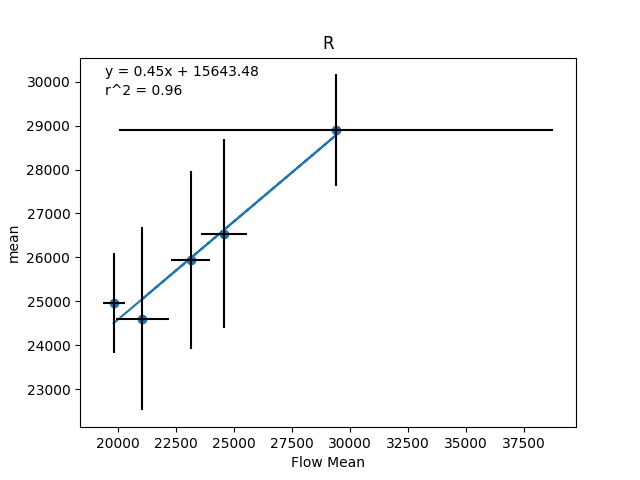 R
y = 0.45x + 15643.48
r^2 = 0.96
30000
29000
28000
27000
26000
25000
24000
23000
mean
20000 22500 25000 27500 30000 32500 35000 37500
Flow Mean